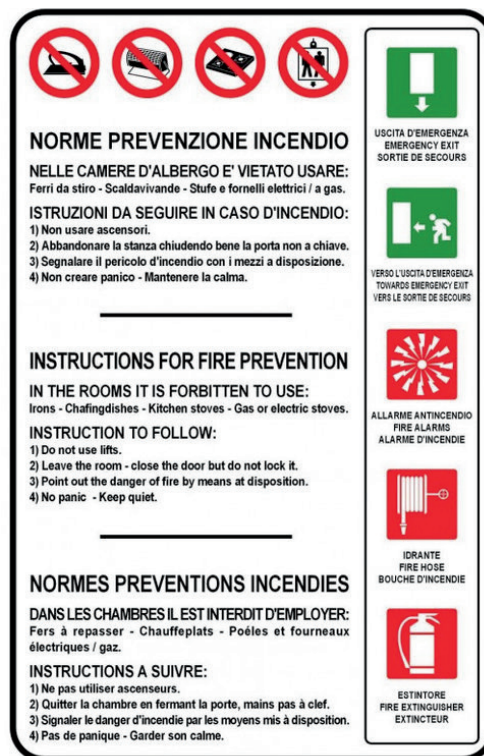 NORME PREVENZIONE INCENDIO
NELLE CAMERE D'ALBERGO E' VIETATO USARE:
Ferri da stiro - Scaldavivande - Stufe e fornelli elettrici / a gas.
ISTRUZIONI DA SEGUIRE IN CASO D'INCENDIO:
1) Non usare ascensori.
2) Abbandonare la stanza chiudendo bene la porta non a chiave.
3) Segnalare il pericolo d'incendio con i mezzi a disposizione.
4) Non creare panico - Mantenere la calma.
INSTRUCTIONS FOR FIRE PREVENTION
IN THE ROOMS IT IS FORBITTEN TO USE:
Irons - Chafingdishes - Kitchen stoves - Gas or electric stoves.
INSTRUCTION TO FOLLOW:
1) Do not use lifts.
2) Leave the room - close the door but do not lock it.
3) Point out the danger of fire by means at disposition.
4) No panic - Keep quiet.
NORMES PREVENTIONS INCENDIES
DANS LES CHAMBRES IL EST INTERDIT D'EMPLOYER:
Fers à repasser - Chauffeplats - Poéles et fourneaux
électriques / gaz.
INSTRUCTIONS A SUIVRE:
1) Ne pas utiliser ascenseurs.
2) Quitter la chambre en fermant la porte, mains pas à clef.
3) Signaler le danger d'incendie par les moyens mis à disposition.
4) Pas de panique - Garder son calme.
USCITA D'EMERGENZA
EMERGENCY EXIT
SORTIE DE SECOURS
VERSO L'USCITA D'EMERGENZA
TOWARDS EMERGENCY EXIT
VERS LE SORTIE DE SECOURS
ALLARME ANTINCENDIO
FIRE ALARMS
ALARME D'INCENDIE
IDRANTE
FIRE HOSE
BOUCHE D'INCENDIE
ESTINTORE
FIRE EXTINGUISHER
EXTINCTEUR